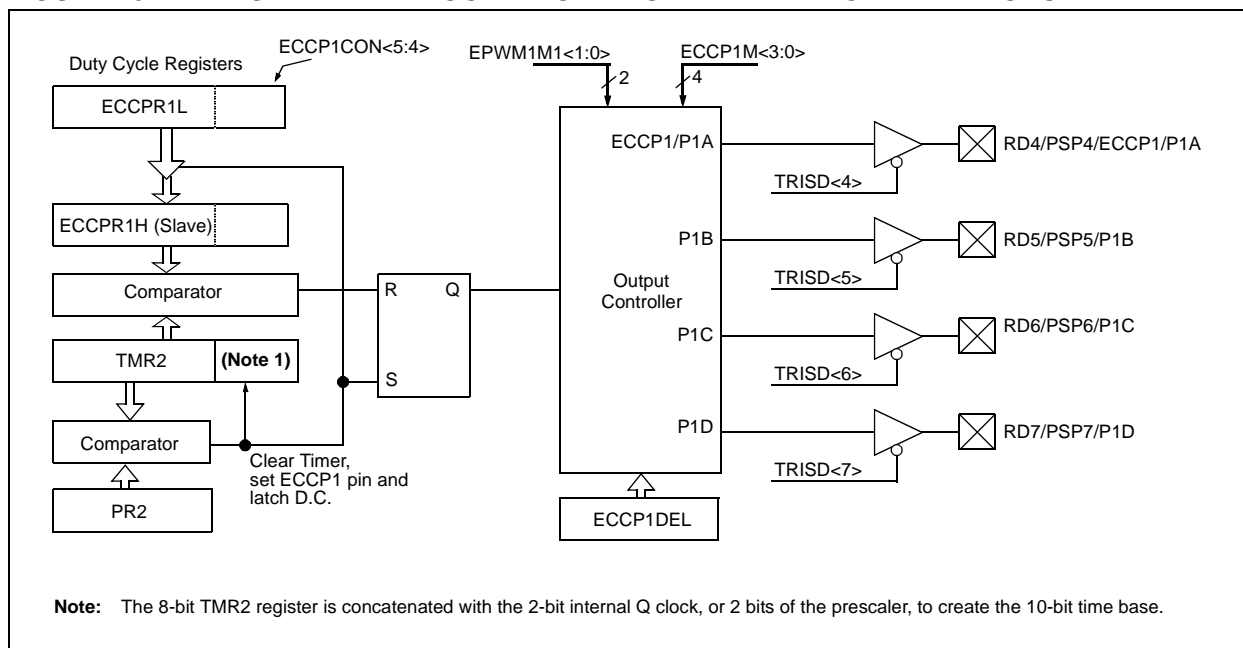 ECCP1CON<5:4>
Duty Cycle Registers
ECCPR1L
ECCPR1H (Slave)
Comparator
TMR2
(Note 1)
Comparator
PR2
Clear Timer,
set ECCP1 pin and
latch D.C.
R
Q
S
EPWM1M1<1:0>
2
ECCP1M<3:0>
4
ECCP1/P1A
P1B
Output
Controller
P1C
P1D
ECCP1DEL
TRISD<4>
RD4/PSP4/ECCP1/P1A
TRISD<5>
RD5/PSP5/P1B
TRISD<6>
RD6/PSP6/P1C
TRISD<7>
RD7/PSP7/P1D
Note: The 8-bit TMR2 register is concatenated with the 2-bit internal Q clock, or 2 bits of the prescaler, to create the 10-bit time base.